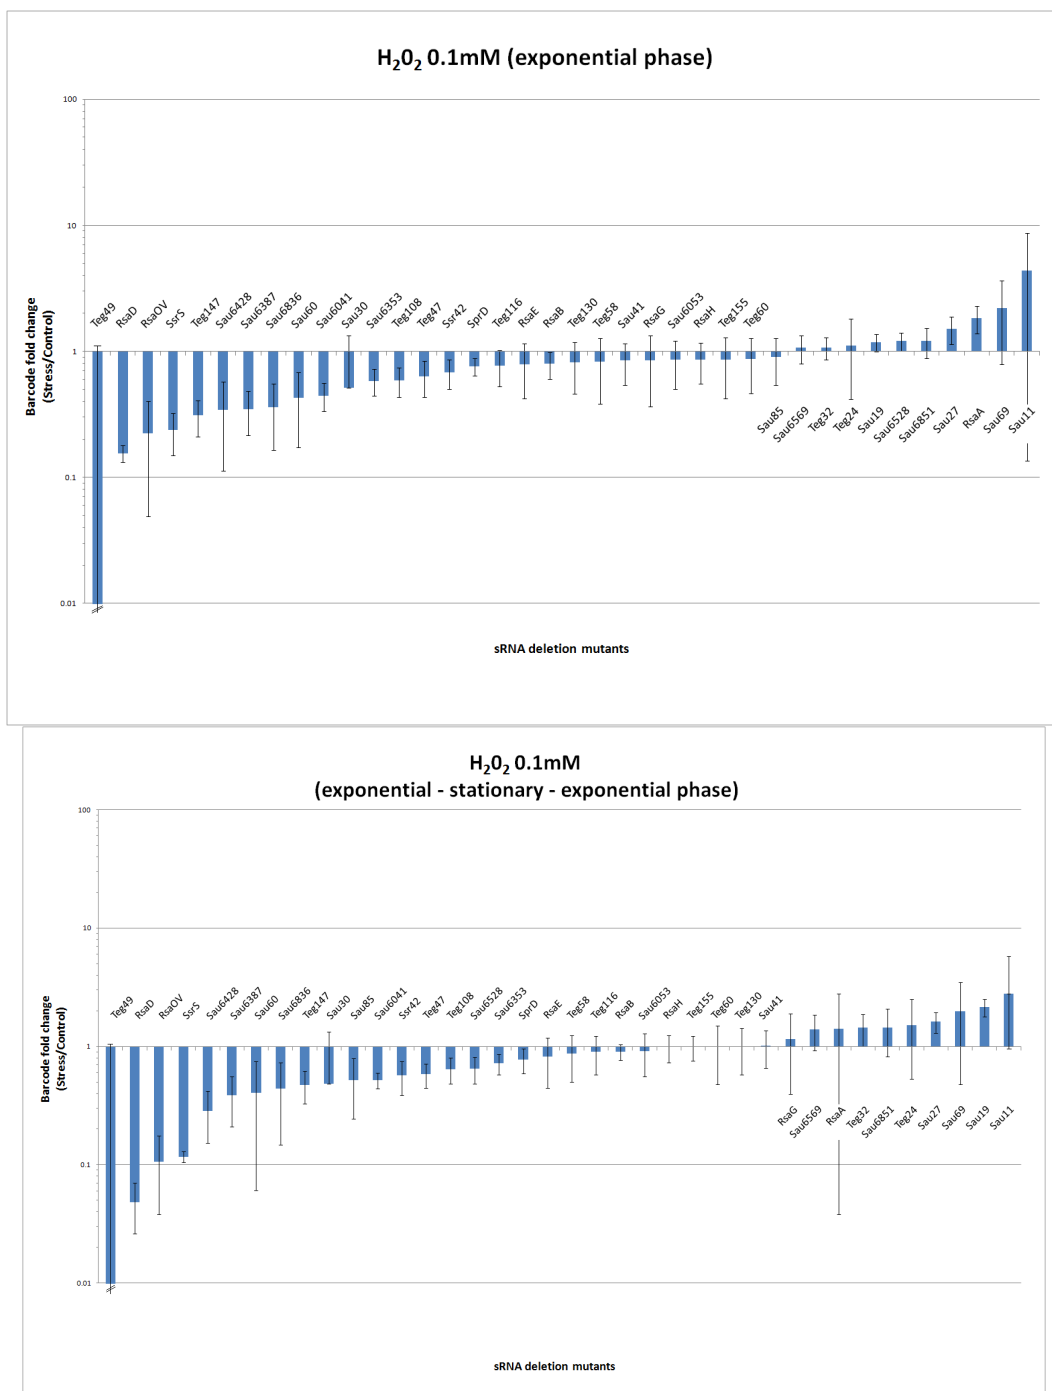 H202 0.1mM (exponential phase)
100
10
1
0.1
0.01
Barcode fold change
(Stress/Control)
Teg49
RsaD
RsaOV
SsrS
Teg147
Sau6428
Sau6387
Sau6836
Sau60
Sau6041
Sau30
Sau6353
Teg108
Teg47
Ssr42
SprD
Teg116
RsaE
RsaB
Teg130
Teg58
Sau41
RsaG
Sau6053
RsaH
Teg155
Teg60
Sau85
Sau6569
Teg32
Teg24
Sau19
Sau6528
Sau6851
Sau27
RsaA
Sau69
Sau11
sRNA deletion mutants
H202 0.1mM
(exponential - stationary - exponential phase)
100
10
1
0.1
0.01
Barcode fold change
(Stress/Control)
Teg49
RsaD
RsaOV
SsrS
Sau6428
Sau6387
Sau60
Sau6836
Teg147
Sau30
Sau85
Sau6041
Ssr42
Teg47
Teg108
Sau6528
Sau6353
SprD
RsaE
Teg58
Teg116
RsaB
Sau6053
RsaH
Teg155
Teg60
Teg130
Sau41
RsaG
Sau6569
RsaA
Teg32
Sau6851
Teg24
Sau27
Sau69
Sau19
Sau11
sRNA deletion mutants